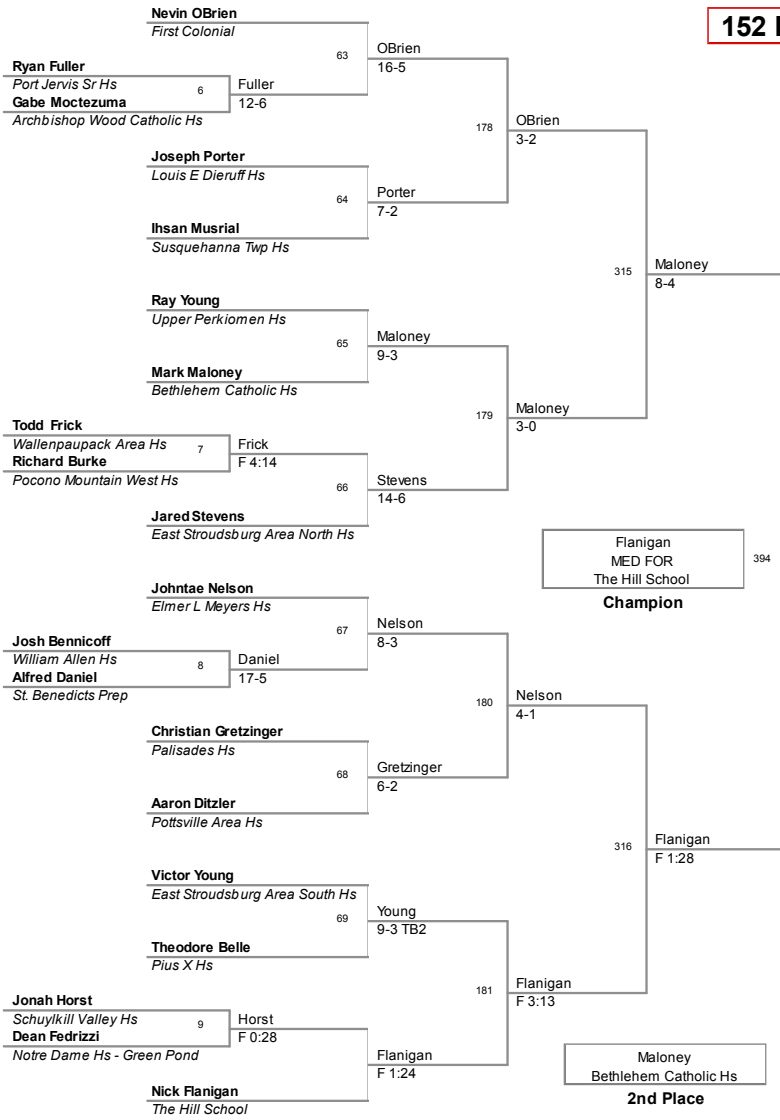 152 
Nevin OBrien
First Colonial
63
OBrien
16-5
Ryan Fuller
Port Jervis Sr Hs
6
Fuller
12-6
Gabe Moctezuma
Archbishop Wood Catholic Hs
178
OBrien
3-2
Joseph Porter
Louis E Dieruff Hs
64
Porter
7-2
Ihsan Musrial
Susquehanna Twp Hs
315
Maloney
8-4
Ray Young
Upper Perkiomen Hs
65
Maloney
9-3
Mark Maloney
Bethlehem Catholic Hs
179
Maloney
3-0
Todd Frick
Wallenpaupack Area Hs
7
Frick
F 4:14
Richard Burke
Pocono Mountain West Hs
66
Stevens
14-6
Jared Stevens
East Stroudsburg Area North Hs
Flanigan
MED FOR
The Hill School
394
Champion
Johntae Nelson
Elmer L Meyers Hs
67
Nelson
8-3
Josh Bennicoff
William Allen Hs
8
Daniel
17-5
Alfred Daniel
St. Benedicts Prep
180
Nelson
4-1
Christian Gretzinger
Palisades Hs
68
Gretzinger
6-2
Aaron Ditzler
Pottsville Area Hs
316
Flanigan
F 1:28
Victor Young
East Stroudsburg Area South Hs
69
Young
9-3 TB2
Theodore Belle
Pius X Hs
181
Flanigan
F 3:13
Jonah Horst
Schuylkill Valley Hs
9
Horst
F 0:28
Dean Fedrizzi
Notre Dame Hs - Green Pond
Flanigan
F 1:24
Nick Flanigan
The Hill School
Maloney
Bethlehem Catholic Hs
2nd Place